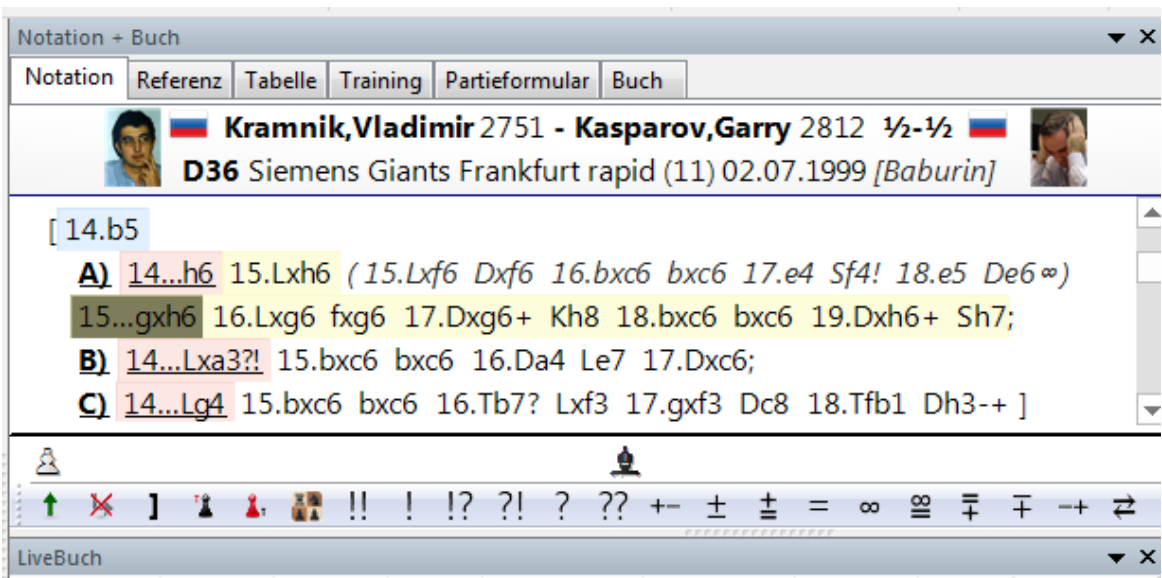 Notation + Buch
Notation Referenz Tabelle Training Partieformular Buch
Kramnik,Vladimir 2751 - Kasparov,Garry 2812 ½-½
D36 Siemens Giants Frankfurt rapid (11) 02.07.1999 [Baburin]
[ 14.b5
A) 14...h6 15.Lxh6 ( 15.Lxf6 Dxf6 16.bxc6 bxc6 17.e4 Sf4! 18.e5 De6 ∞ )
15...gxh6 16.Lxg6 fxg6 17.Dxg6+ Kh8 18.bxc6 bxc6 19.Dxh6+ Sh7;
B) 14...Lxa3?! 15.bxc6 bxc6 16.Da4 Le7 17.Dxc6;
C) 14...Lg4 15.bxc6 bxc6 16.Tb7? Lxf3 17.gxf3 Dc8 18.Tfb1 Dh3-+ ]
] !! ! !? ?! ? ?? +− ± ⩲ = ∞ ⯹ ⩱ ∓ −+ ⇄
LiveBuch